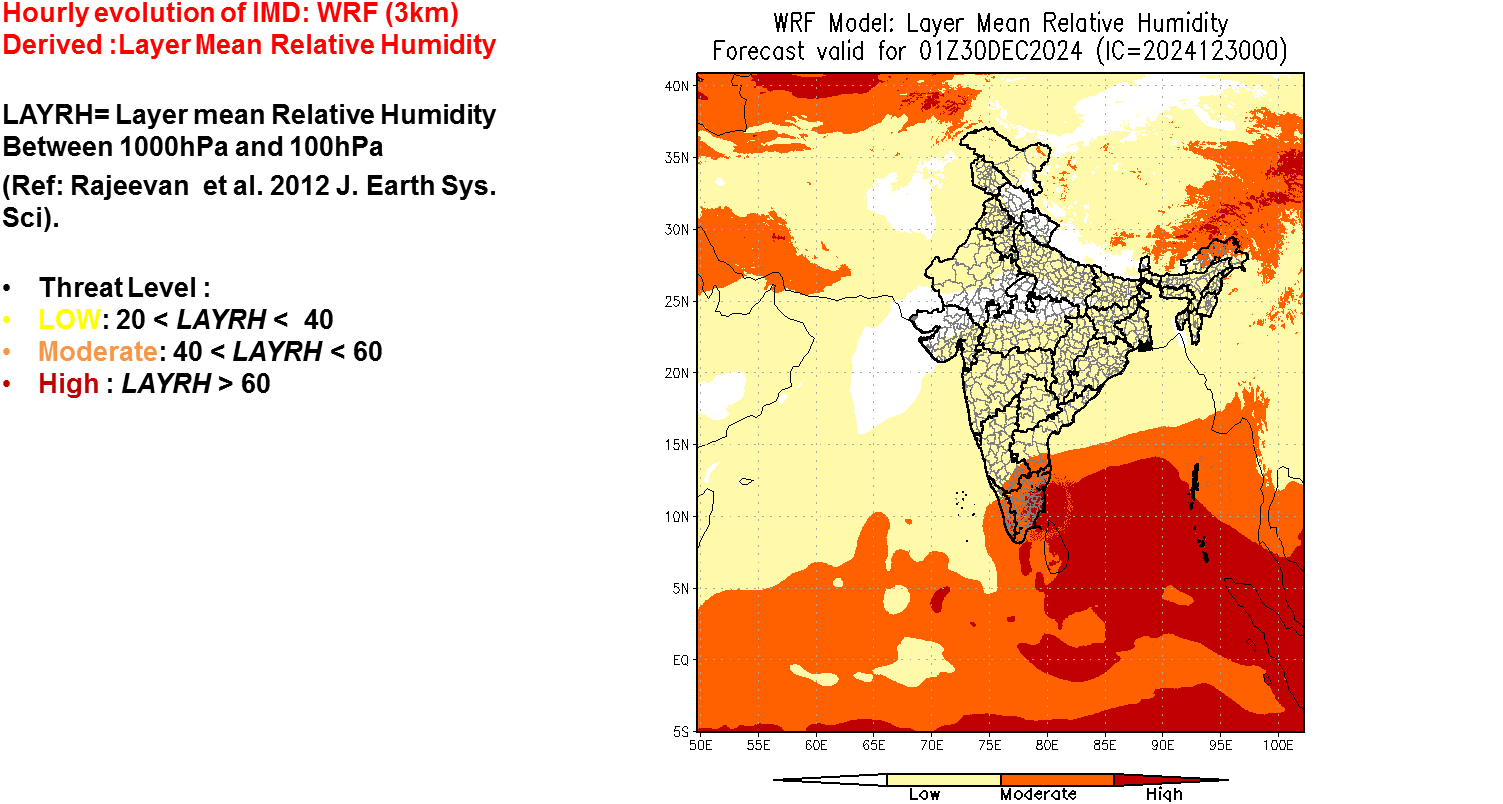 Hourly evolution of IMD: WRF (3km)
Derived :Layer Mean Relative Humidity
LAYRH= Layer mean Relative Humidity
Between 1000hPa and 100hPa
(Ref: Rajeevan et al. 2012 J. Earth Sys.
Sci).
• Threat Level :
• LOW: 20 < LAYRH < 40
• Moderate: 40 < LAYRH < 60
• High : LAYRH > 60
WRF Model: Layer Mean Relative Humidity
Forecast valid for 01Z30DEC2024 (IC=2024123000)
40N
35N
30N
25N
20N
15N
10N
5N
EQ
5S
50E 55E 60E 65E 70E 75E 80E 85E 90E 95E 100E
Low Moderate High